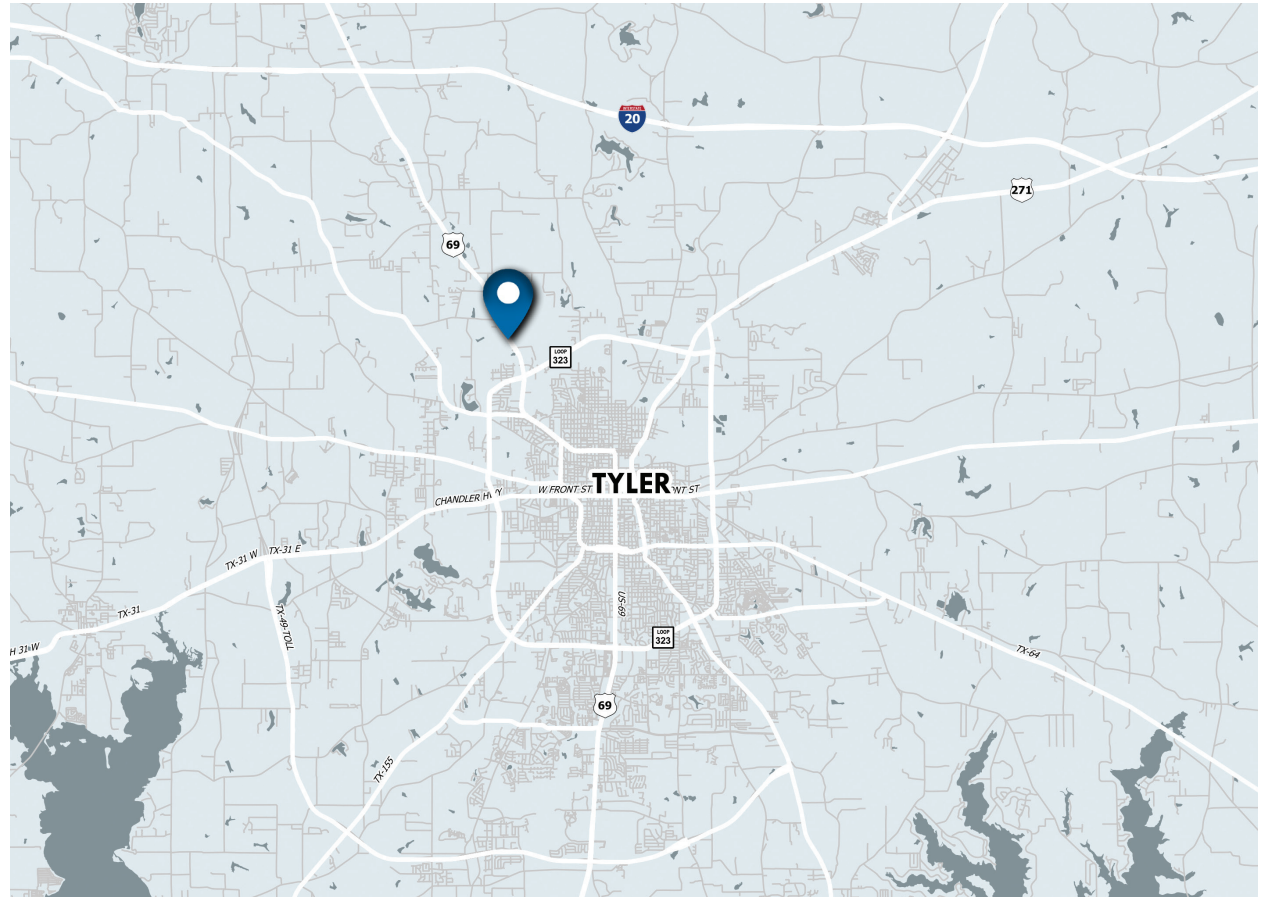 INTERSTATE
20
271
69
LOOP
323
TYLER
W FRONT ST
NT ST
CHANDLER HWY
TX-31 W
TX-31 E
TX-31
TX-49-TOLL
H 31 W
US-69
LOOP
323
TX-64
69
TX-155